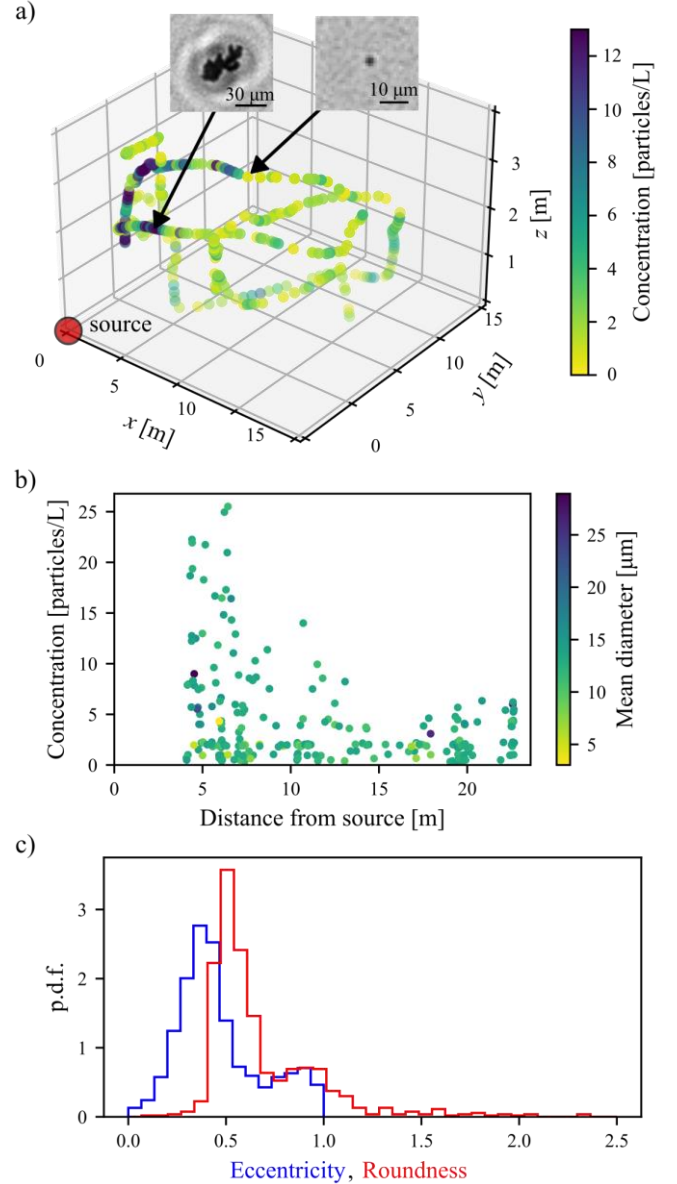 a)
30 μm
10 μm
source
0
5
10
15
x [m]
0
5
10
15
y [m]
1
2
3
z [m]
12
10
8
6
4
2
0
Concentration [particles/L]
b)
25
20
15
10
5
0
Concentration [particles/L]
0
5
10
15
20
Distance from source [m]
25
20
15
10
5
Mean diameter [μm]
c)
3
2
1
0
p.d.f.
0.0
0.5
1.0
1.5
2.0
2.5
Eccentricity, Roundness